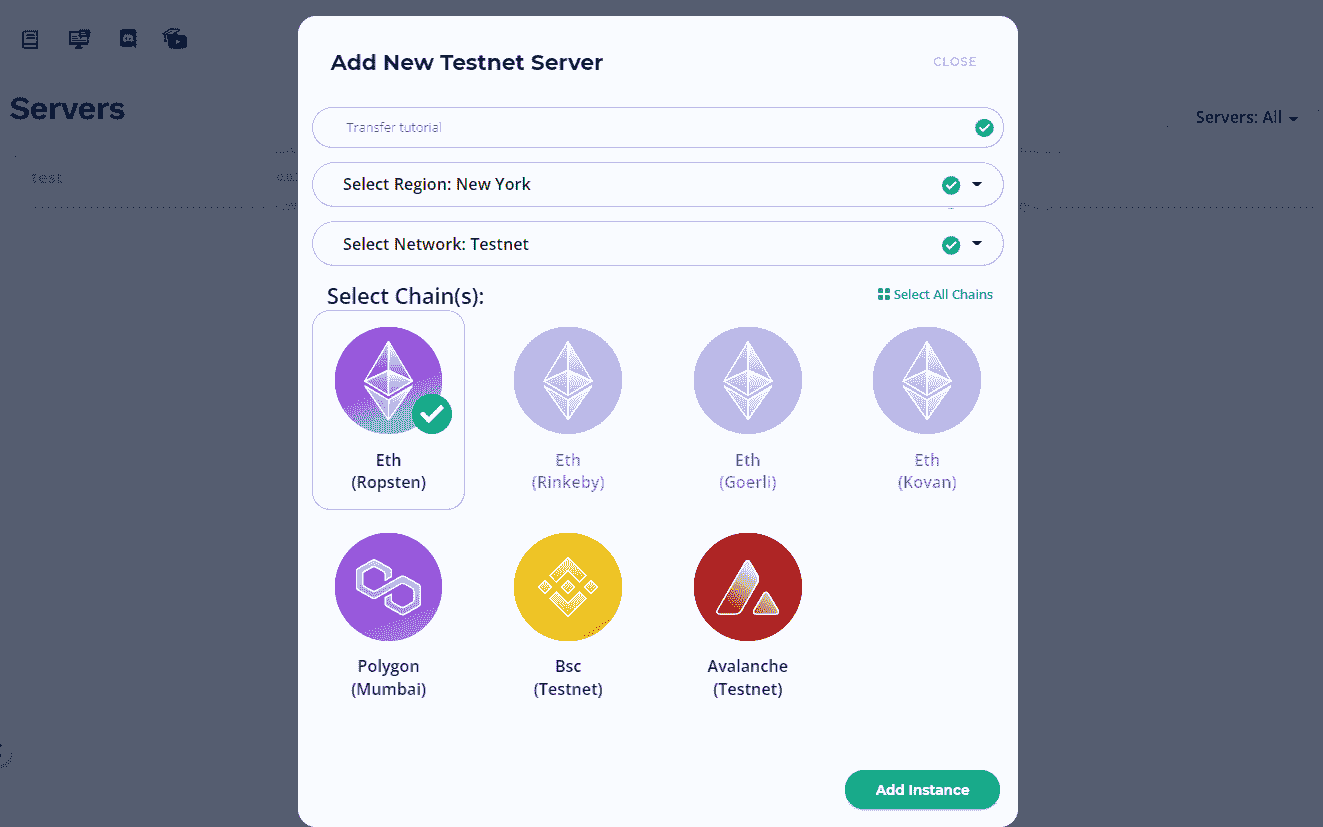 Add New Testnet Server
CLOSE
Servers
Servers: All
Transfer tutorial
test
Select Region: New York
Select Network: Testnet
Select Chain(s):
Select All Chains
Eth
(Ropsten)
Eth
(Rinkeby)
Eth
(Goerli)
Eth
(Kovan)
Polygon
(Mumbai)
Bsc
(Testnet)
Avalanche
(Testnet)
Add Instance